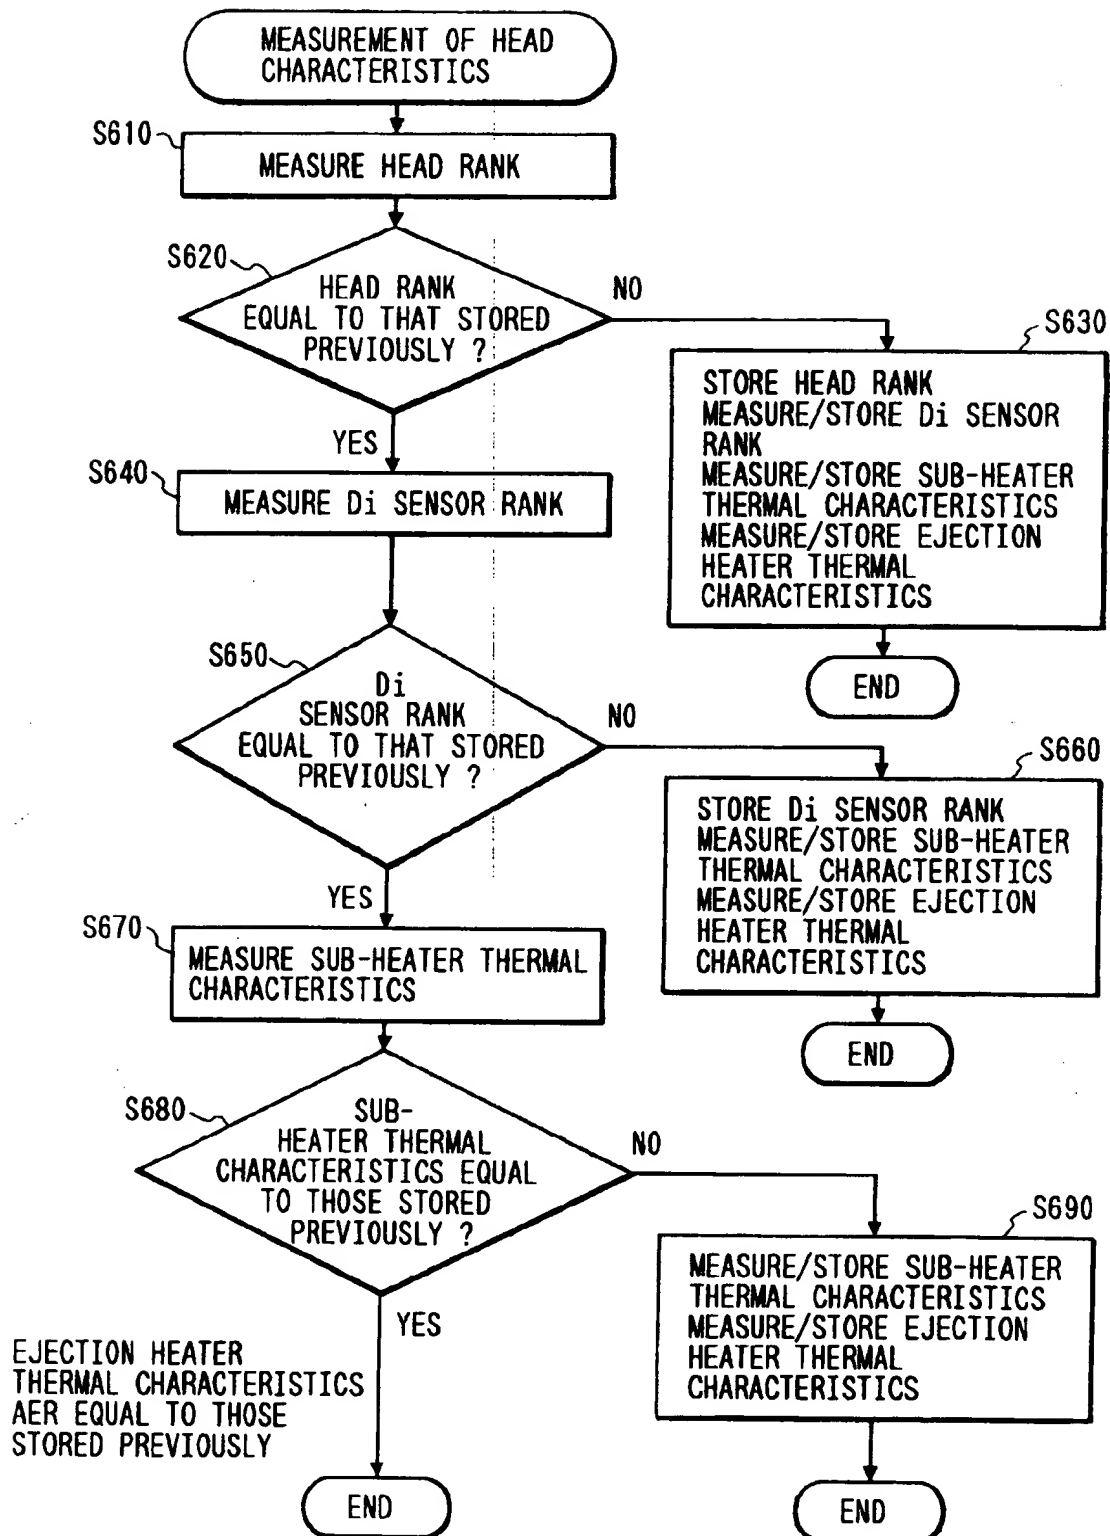 MEASUREMENT OF HEAD
CHARACTERISTICS
S610
MEASURE HEAD RANK
S620
HEAD RANK
EQUAL TO THAT STORED
PREVIOUSLY ?
NO
YES
S630
STORE HEAD RANK
MEASURE/STORE Di SENSOR
RANK
MEASURE/STORE SUB-HEATER
THERMAL CHARACTERISTICS
MEASURE/STORE EJECTION
HEATER THERMAL
CHARACTERISTICS
END
S640
MEASURE Di SENSOR RANK
S650
Di
SENSOR RANK
EQUAL TO THAT STORED
PREVIOUSLY ?
NO
YES
S660
STORE Di SENSOR RANK
MEASURE/STORE SUB-HEATER
THERMAL CHARACTERISTICS
MEASURE/STORE EJECTION
HEATER THERMAL
CHARACTERISTICS
END
S670
MEASURE SUB-HEATER THERMAL
CHARACTERISTICS
S680
SUB-
HEATER THERMAL
CHARACTERISTICS EQUAL
TO THOSE STORED
PREVIOUSLY ?
NO
YES
S690
MEASURE/STORE SUB-HEATER
THERMAL CHARACTERISTICS
MEASURE/STORE EJECTION
HEATER THERMAL
CHARACTERISTICS
END
EJECTION HEATER
THERMAL CHARACTERISTICS
AER EQUAL TO THOSE
STORED PREVIOUSLY
END